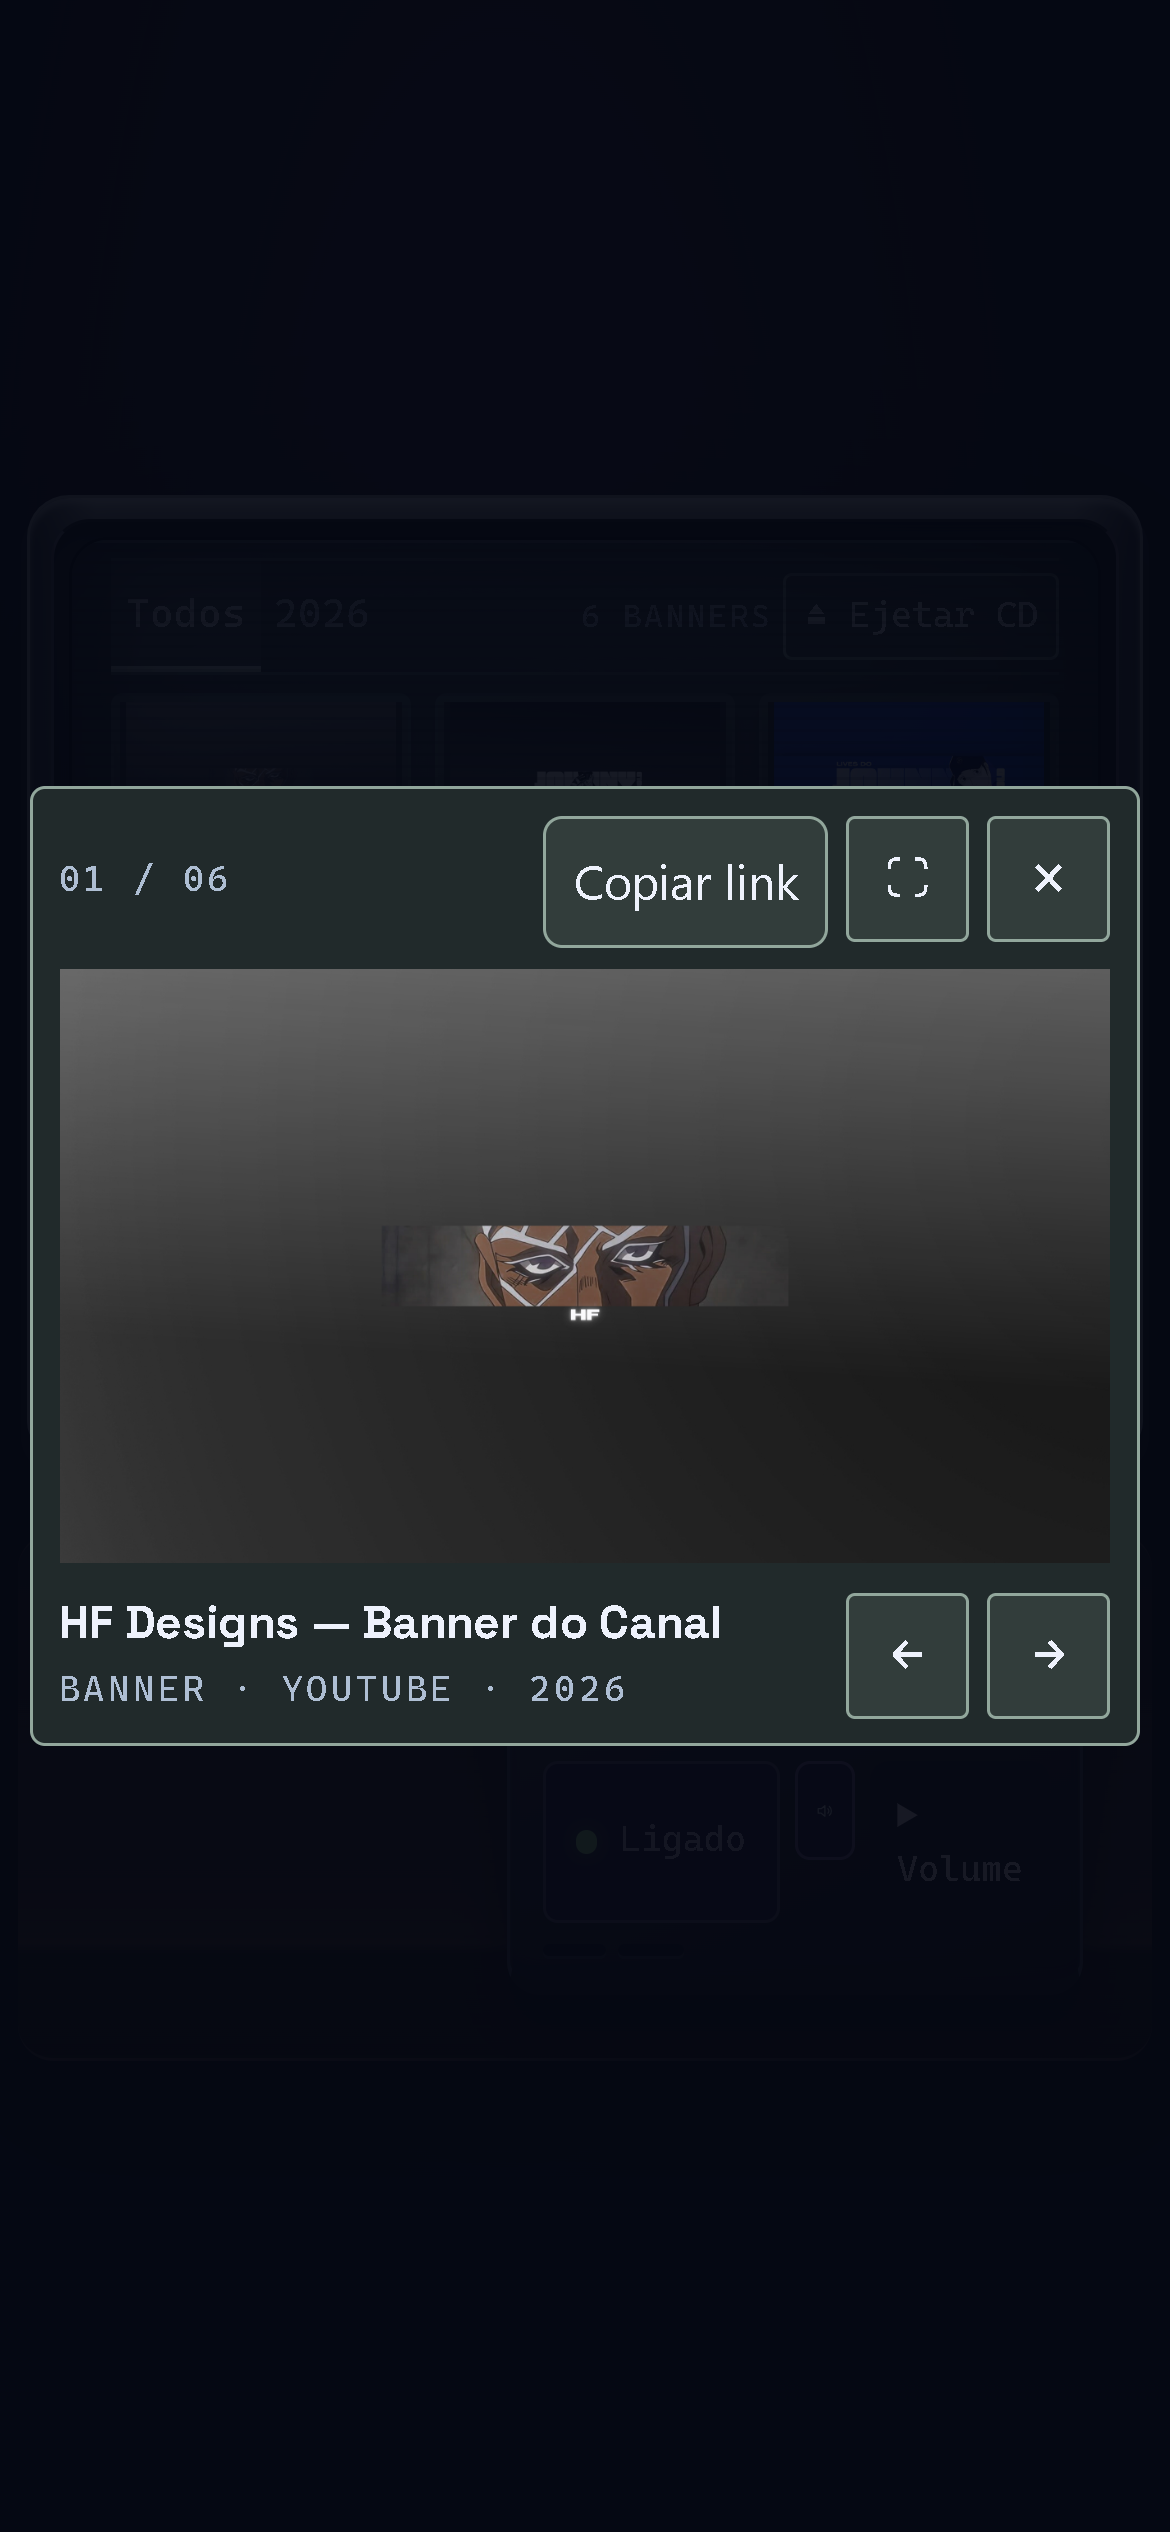 Todos 2026 6 BANNERS ⏏ Ejetar CD
01 / 06 Copiar link
HF
HF Designs — Banner do Canal
BANNER · YOUTUBE · 2026
Ligado
Volume